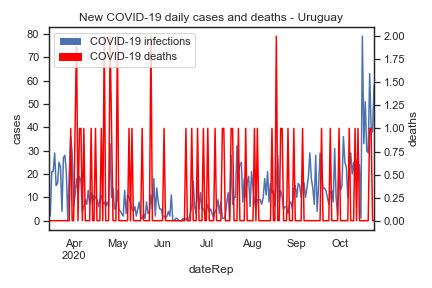 New COVID-19 daily cases and deaths - Uruguay
COVID-19 infections
COVID-19 deaths
80
70
60
50
40
30
20
10
0
cases
2.00
1.75
1.50
1.25
1.00
0.75
0.50
0.25
0.00
deaths
Apr May Jun Jul Aug Sep Oct
2020
dateRep